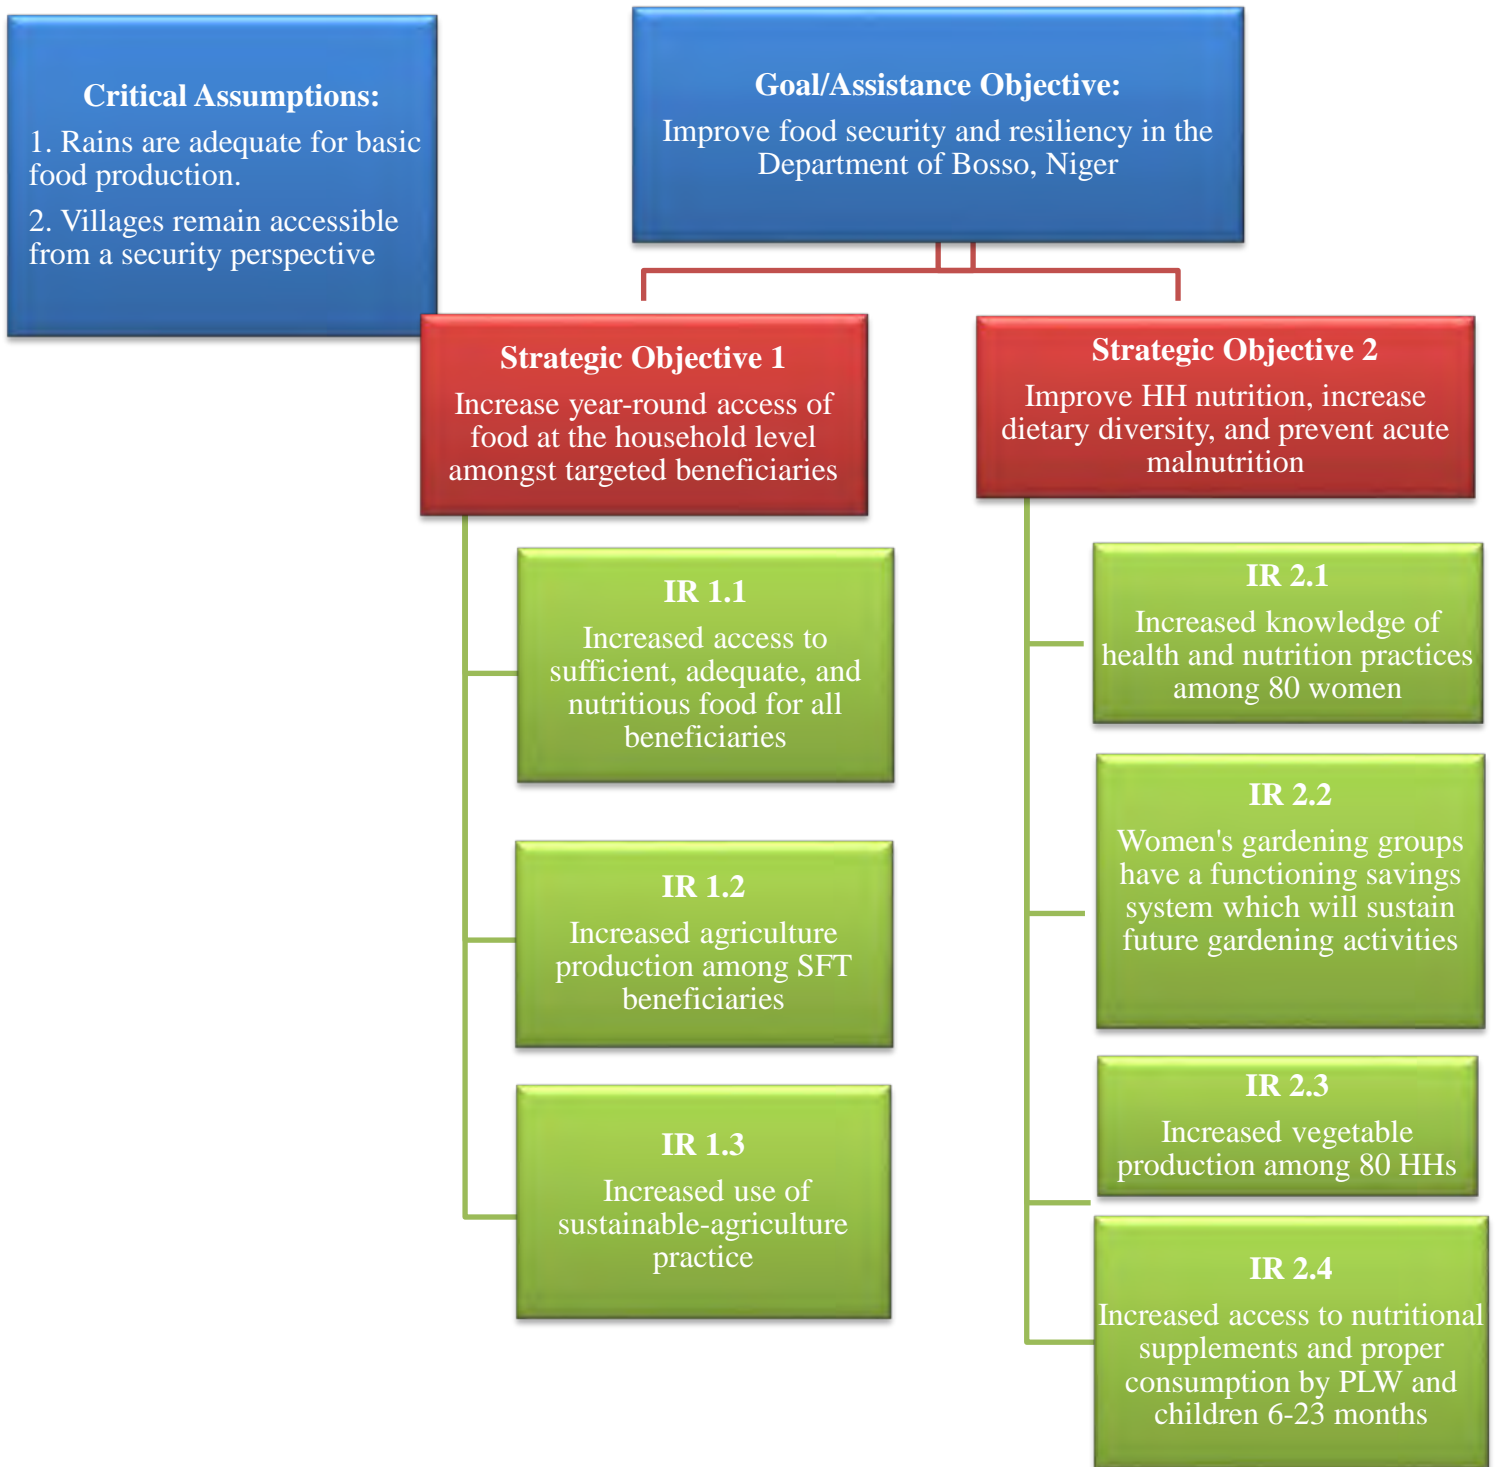 Critical Assumptions:
1. Rains are adequate for basic
food production.
2. Villages remain accessible
from a security perspective
Goal/Assistance Objective:
Improve food security and resiliency in the
Department of Bosso, Niger
Strategic Objective 1
Increase year-round access of
food at the household level
amongst targeted beneficiaries
IR 1.1
Increased access to
sufficient, adequate, and
nutritious food for all
beneficiaries
IR 1.2
Increased agriculture
production among SFT
beneficiaries
IR 1.3
Increased use of
sustainable-agriculture
practice
Strategic Objective 2
Improve HH nutrition, increase
dietary diversity, and prevent acute
malnutrition
IR 2.1
Increased knowledge of
health and nutrition practices
among 80 women
IR 2.2
Women's gardening groups
have a functioning savings
system which will sustain
future gardening activities
IR 2.3
Increased vegetable
production among 80 HHs
IR 2.4
Increased access to nutritional
supplements and proper
consumption by PLW and
children 6-23 months